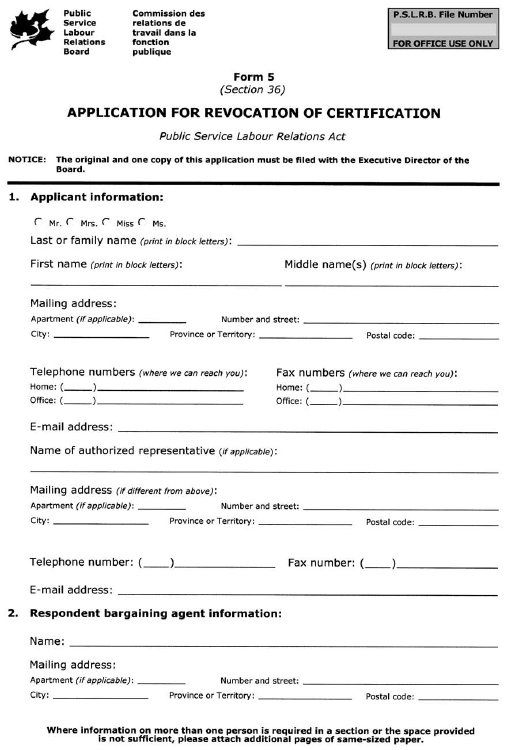 Public
Service
Labour
Relations
Board
Commission des
relations de
travail dans la
fonction
publique
P.S.L.R.B. File Number
FOR OFFICE USE ONLY
Form 5
(Section 36)
APPLICATION FOR REVOCATION OF CERTIFICATION
Public Service Labour Relations Act
NOTICE: The original and one copy of this application must be filed with the Executive Director of the
Board.
1. Applicant information:
Mr. Mrs. Miss Ms.
Last or family name (print in block letters):
First name (print in block letters): Middle name(s) (print in block letters):
Mailing address:
Apartment (if applicable): Number and street:
City: Province or Territory: Postal code:
Telephone numbers (where we can reach you): Fax numbers (where we can reach you):
Home: ( ) Home: ( )
Office: ( ) Office: ( )
E-mail address:
Name of authorized representative (if applicable):
Mailing address (if different from above):
Apartment (if applicable): Number and street:
City: Province or Territory: Postal code:
Telephone number: ( ) Fax number: ( )
E-mail address:
2. Respondent bargaining agent information:
Name:
Mailing address:
Apartment (if applicable): Number and street:
City: Province or Territory: Postal code:
Where information on more than one person is required in a section or the space provided
is not sufficient, please attach additional pages of same-sized paper.